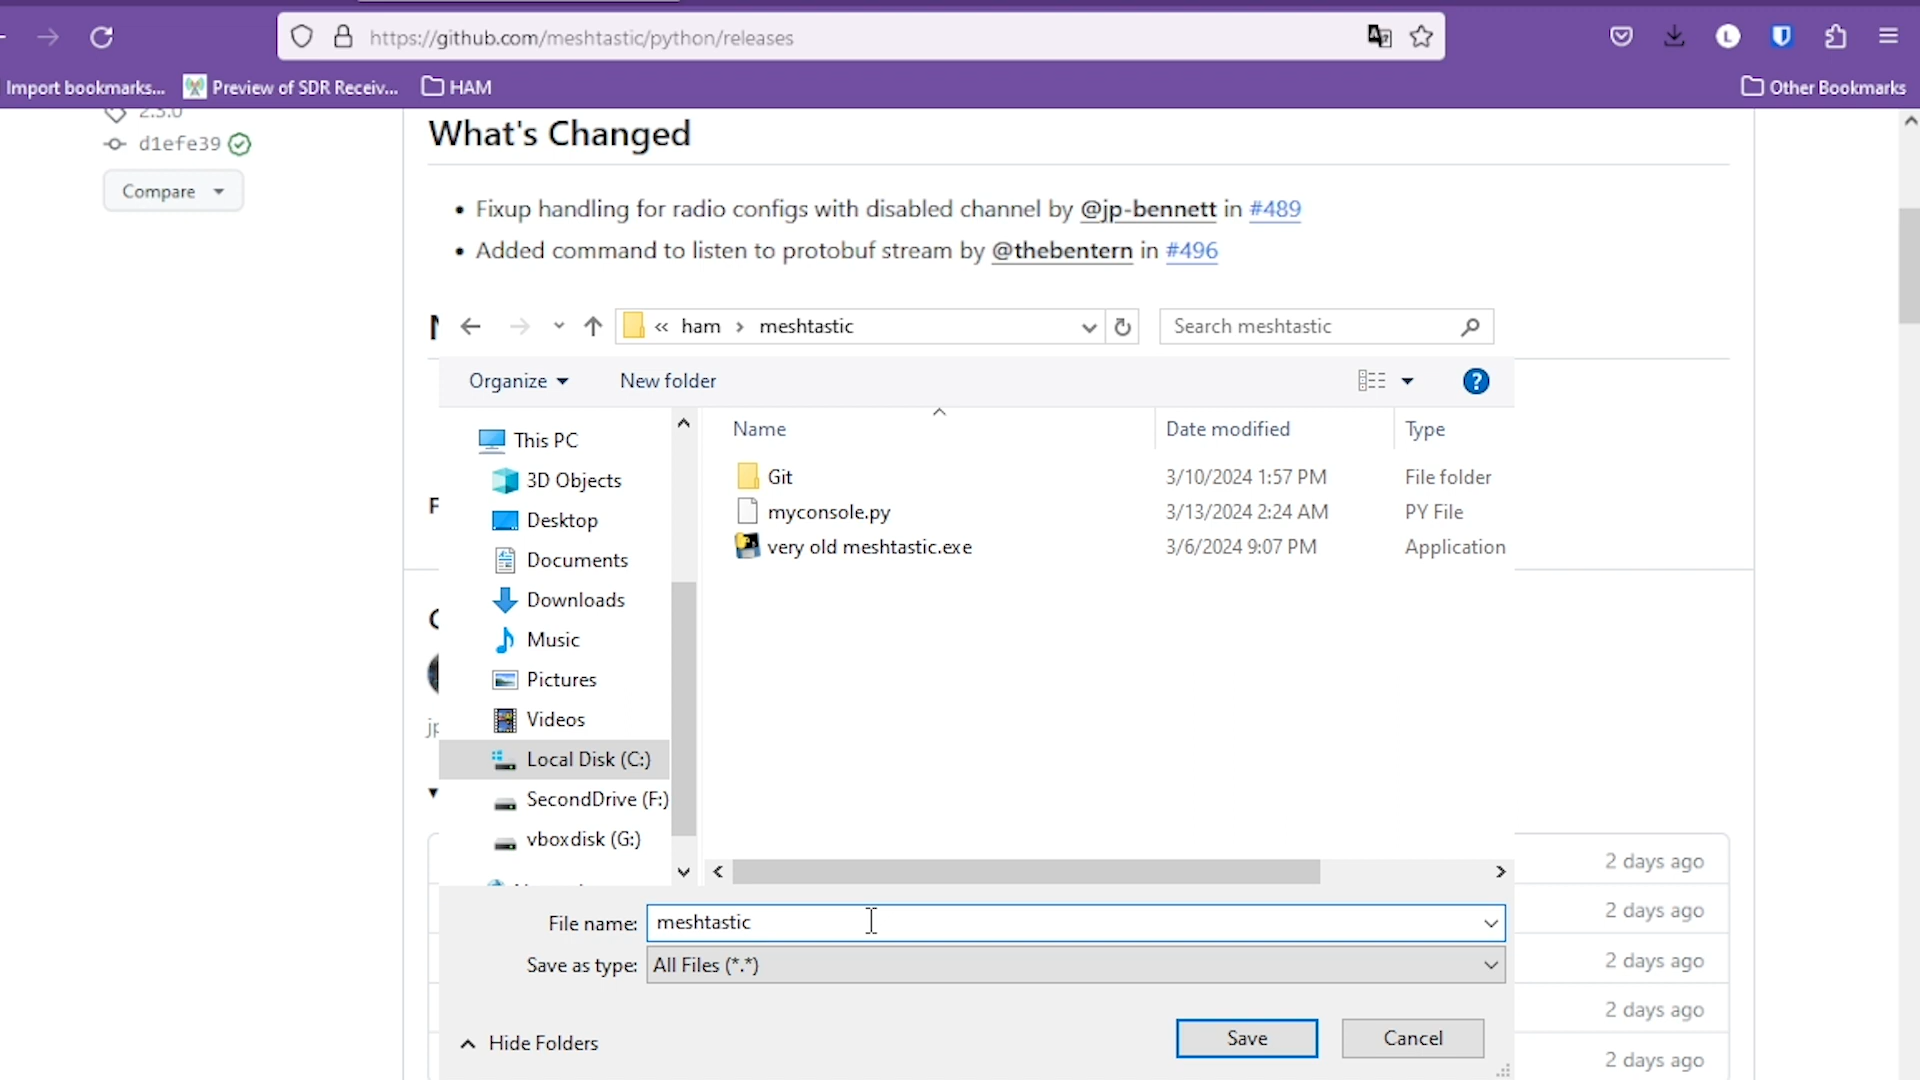 https://github.com/meshtastic/python/releases
Import bookmarks...
Preview of SDR Receiv...
HAM
Other Bookmarks
2.3.0
d1efe39
Compare
What's Changed
Fixup handling for radio configs with disabled channel by @jp-bennett in #489
Added command to listen to protobuf stream by @thebentern in #496
« ham > meshtastic
Search meshtastic
Organize
New folder
?
This PC
3D Objects
Desktop
Documents
Downloads
Music
Pictures
Videos
Local Disk (C:)
SecondDrive (F:)
vboxdisk (G:)
Name Date modified Type
Git 3/10/2024 1:57 PM File folder
myconsole.py 3/13/2024 2:24 AM PY File
very old meshtastic.exe 3/6/2024 9:07 PM Application
jp
2 days ago
2 days ago
2 days ago
2 days ago
2 days ago
File name: meshtastic
Save as type: All Files (*.*)
Hide Folders
Save
Cancel